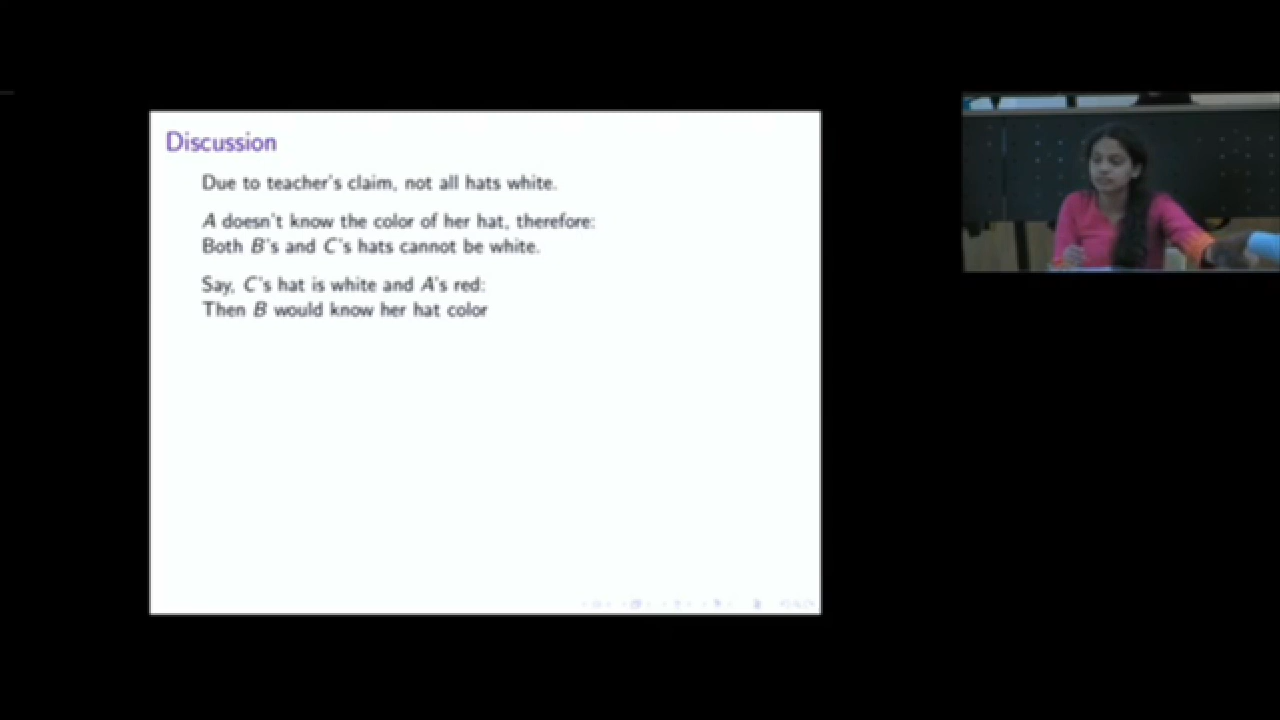 Discussion
Due to teacher's claim, not all hats white.
A doesn't know the color of her hat, therefore:
Both B's and C's hats cannot be white.
Say, C's hat is white and A's red:
Then B would know her hat color